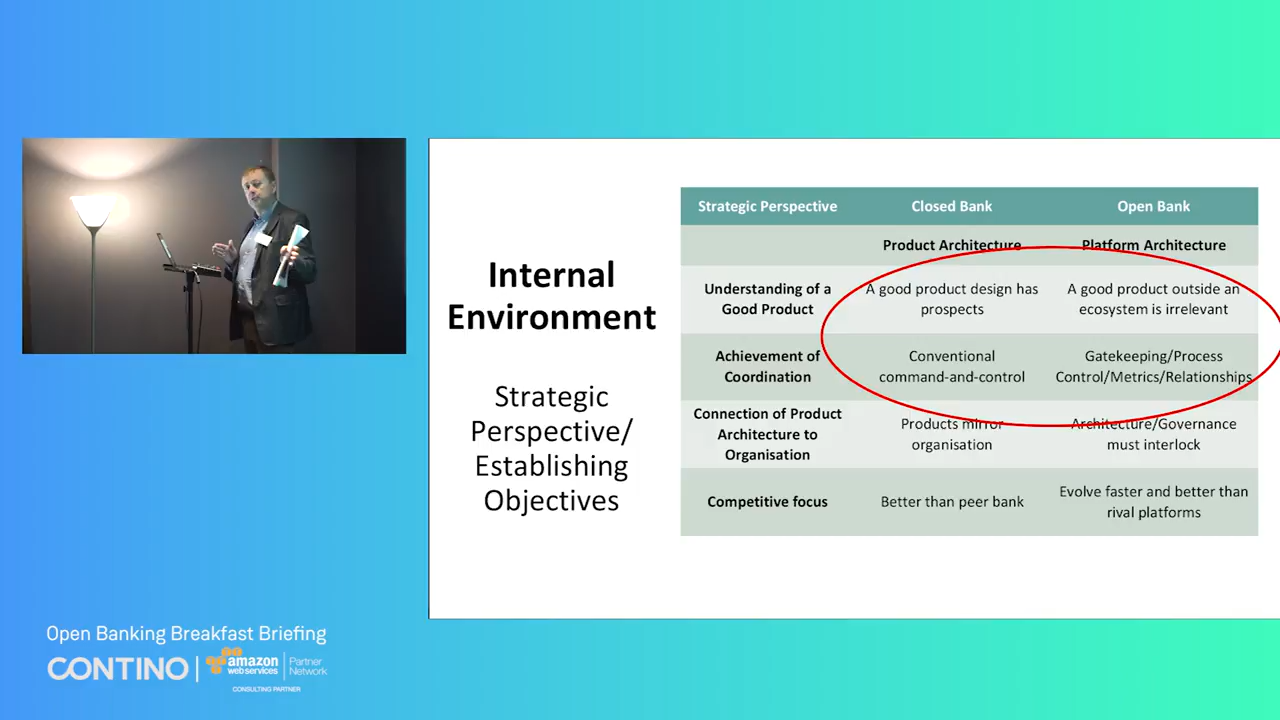 Internal
Environment
Strategic
Perspective/
Establishing
Objectives
Strategic Perspective
Closed Bank
Open Bank
Product Architecture
Platform Architecture
Understanding of a
Good Product
A good product design has
prospects
A good product outside an
ecosystem is irrelevant
Achievement of
Coordination
Conventional
command-and-control
Gatekeeping/Process
Control/Metrics/Relationships
Connection of Product
Architecture to
Organisation
Products mirror
organisation
Architecture/Governance
must interlock
Competitive focus
Better than peer bank
Evolve faster and better than
rival platforms
Open Banking Breakfast Briefing
CONTINO
amazon
webservices
Partner
Network
CONSULTING PARTNER